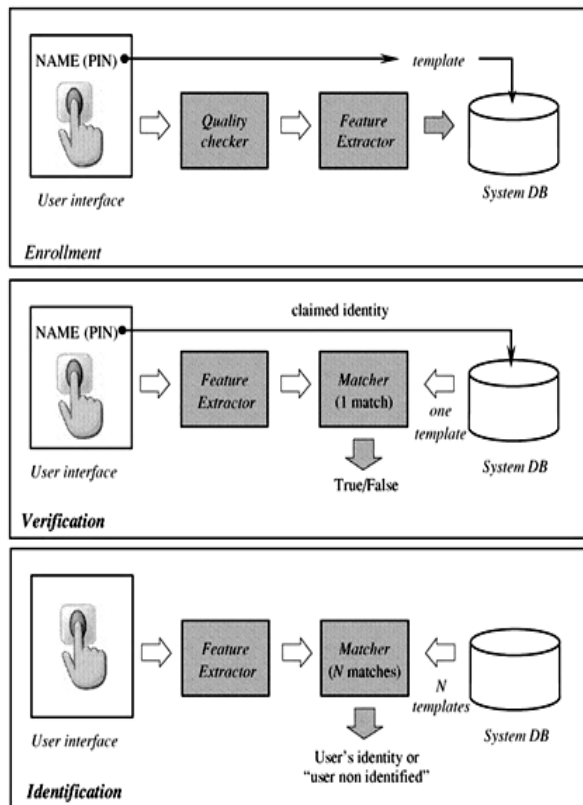 NAME (PIN)
template
Quality
checker
Feature
Extractor
User interface
System DB
Enrollment
NAME (PIN)
claimed identity
Feature
Extractor
Matcher
(1 match)
one
template
User interface
System DB
True/False
Verification
Feature
Extractor
Matcher
(N matches)
N
templates
User interface
System DB
User's identity or
"user non identified"
Identification